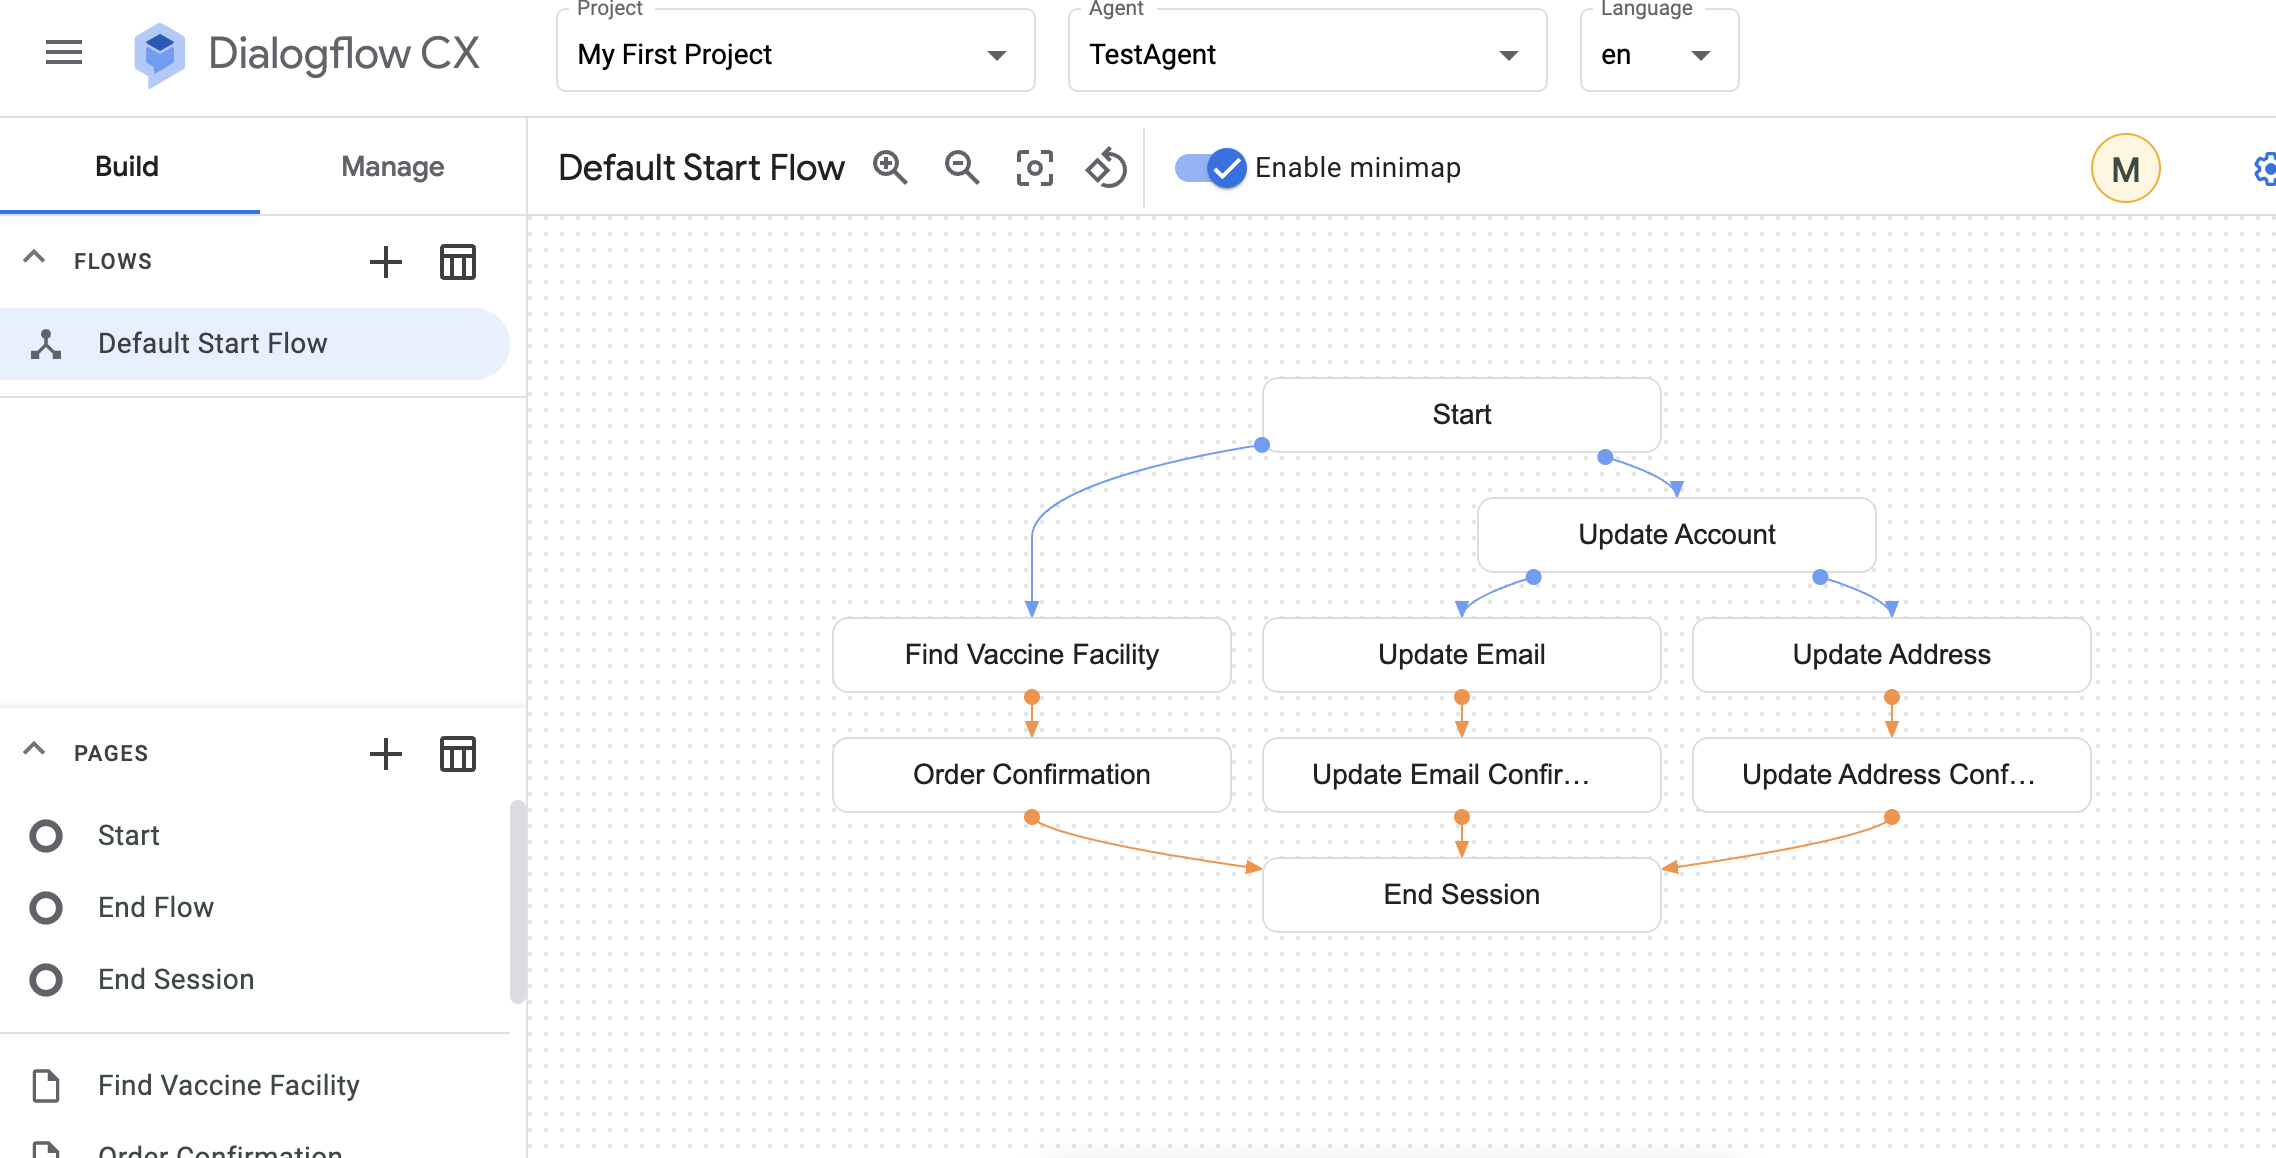 Project
Agent
Language
Dialogflow CX
My First Project
TestAgent
en
Build
Manage
Default Start Flow
Enable minimap
M
FLOWS
Default Start Flow
PAGES
Start
End Flow
End Session
Find Vaccine Facility
Order Confirmation
Start
Update Account
Find Vaccine Facility
Update Email
Update Address
Order Confirmation
Update Email Confir...
Update Address Conf...
End Session